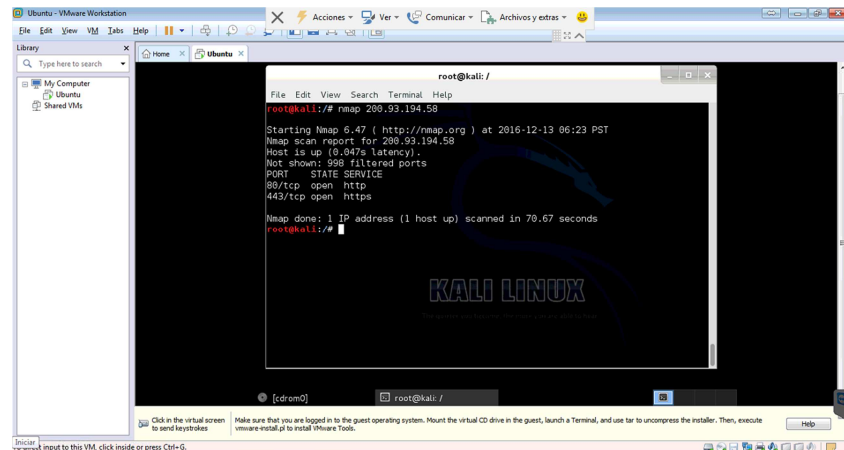 Ubuntu - VMware Workstation
Acciones Ver Comunicar Archivos y extras
File Edit View VM Tabs Help
Library
Type here to search
My Computer
Ubuntu
Shared VMs
Home
Ubuntu
root@kali: /
File Edit View Search Terminal Help
root@kali:/# nmap 200.93.194.58
Starting Nmap 6.47 ( http://nmap.org ) at 2016-12-13 06:23 PST
Nmap scan report for 200.93.194.58
Host is up (0.047s latency).
Not shown: 998 filtered ports
PORT STATE SERVICE
80/tcp open http
443/tcp open https
Nmap done: 1 IP address (1 host up) scanned in 70.67 seconds
root@kali:/#
KALI LINUX
[cdrom0]
root@kali: /
Click in the virtual screen
to send keystrokes
Make sure that you are logged in to the guest operating system. Mount the virtual CD drive in the guest, launch a Terminal, and use tar to uncompress the installer. Then, execute
vmware-install.pl to install VMware Tools.
Help
Iniciar
input to this VM, click inside or press Ctrl+G.